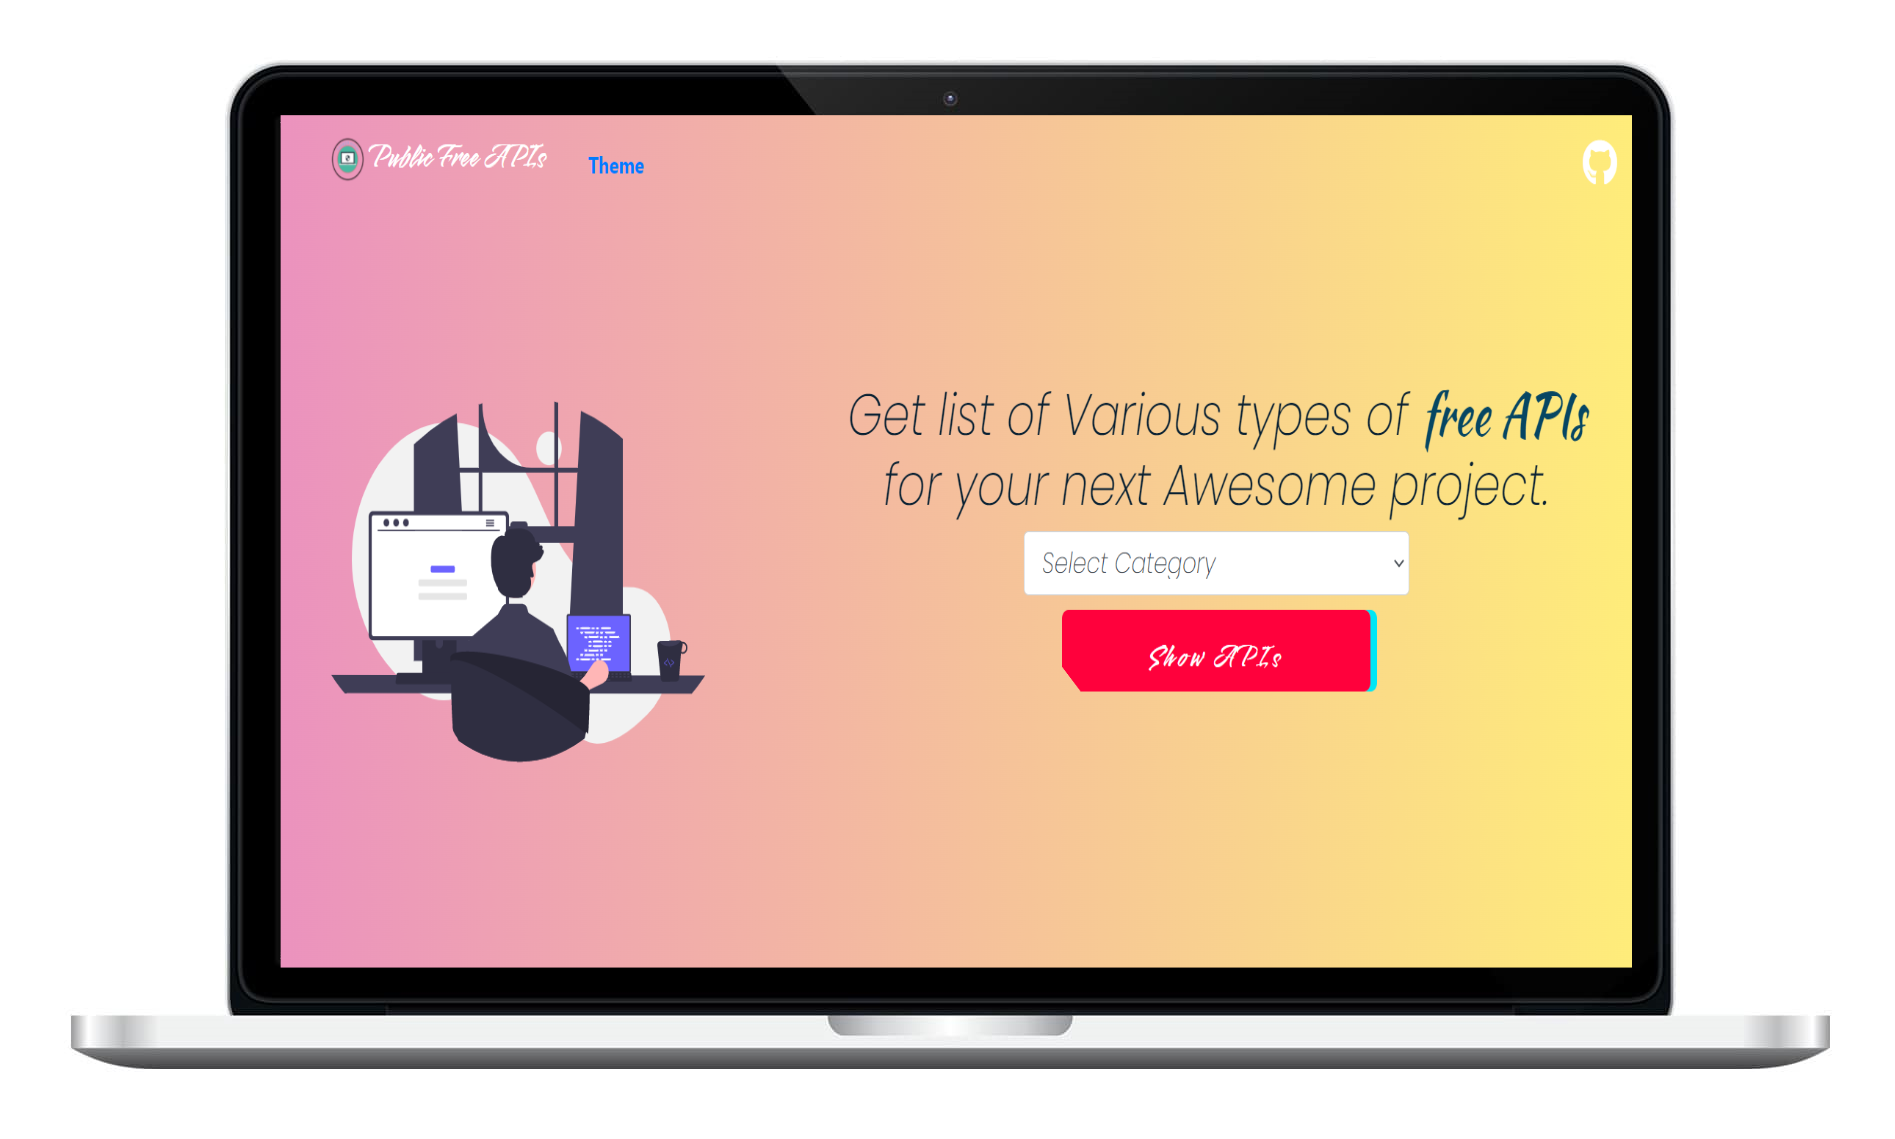 Public Free APIs
Theme
Get list of Various types of free APIs
for your next Awesome project.
Select Category
Show APIs